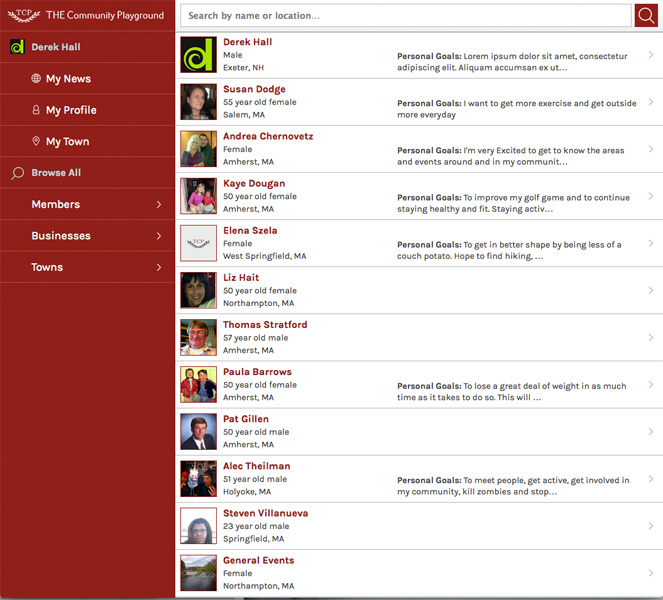 TCP THE Community Playground
Search by name or location...
Derek Hall
My News
My Profile
My Town
Browse All
Members
Businesses
Towns
Derek Hall
Male
Exeter, NH
Personal Goals: Lorem ipsum dolor sit amet, consectetur
adipiscing elit. Aliquam accumsan ex ut...
Susan Dodge
55 year old female
Salem, MA
Personal Goals: I want to get more exercise and get outside
more everyday
Andrea Chernovetz
Female
Amherst, MA
Personal Goals: I'm very Excited to get to know the areas
and events around and in my communit...
Kaye Dougan
50 year old female
Amherst, MA
Personal Goals: To improve my golf game and to continue
staying healthy and fit. Staying activ...
TCP
Elena Szela
Female
West Springfield, MA
Personal Goals: To get in better shape by being less of a
couch potato. Hope to find hiking, ...
Liz Hait
50 year old female
Northampton, MA
Thomas Stratford
57 year old male
Amherst, MA
Paula Barrows
50 year old female
Amherst, MA
Personal Goals: To lose a great deal of weight in as much
time as it takes to do so. This will ...
Pat Gillen
50 year old male
Amherst, MA
Alec Theilman
51 year old male
Holyoke, MA
Personal Goals: To meet people, get active, get involved in
my community, kill zombies and stop...
Steven Villanueva
23 year old male
Springfield, MA
General Events
Female
Northampton, MA